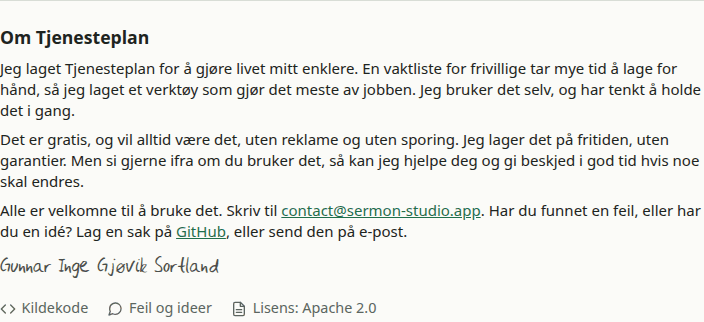 Om Tjenesteplan
Jeg laget Tjenesteplan for å gjøre livet mitt enklere. En vaktliste for frivillige tar mye tid å lage for
hånd, så jeg laget et verktøy som gjør det meste av jobben. Jeg bruker det selv, og har tenkt å holde
det i gang.
Det er gratis, og vil alltid være det, uten reklame og uten sporing. Jeg lager det på fritiden, uten
garantier. Men si gjerne ifra om du bruker det, så kan jeg hjelpe deg og gi beskjed i god tid hvis noe
skal endres.
Alle er velkomne til å bruke det. Skriv til contact@sermon-studio.app. Har du funnet en feil, eller har
du en idé? Lag en sak på GitHub, eller send den på e-post.
Gunnar Inge Gjøvik Sortland
Kildekode Feil og ideer Lisens: Apache 2.0